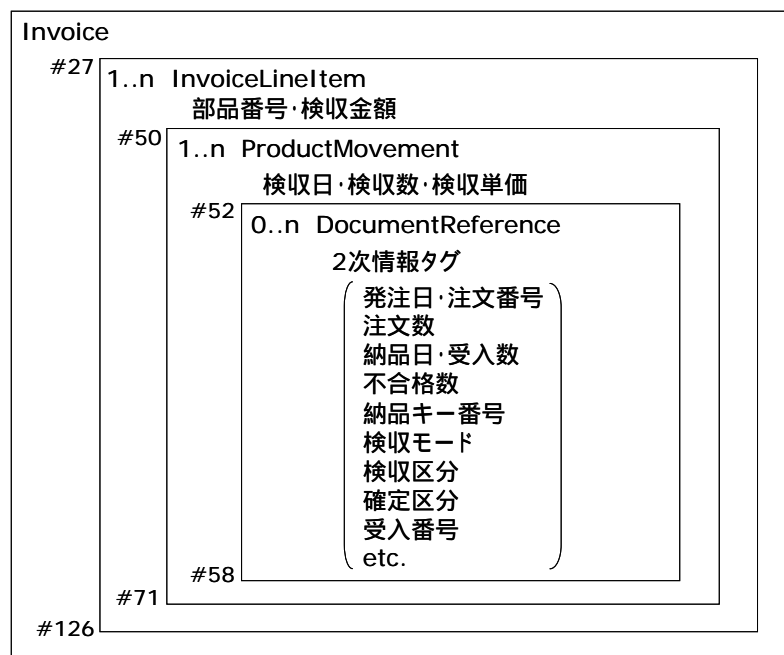 Invoice
#27
1..n InvoiceLineItem
部品番号・検収金額
#50
1..n ProductMovement
検収日・検収数・検収単価
#52
0..n DocumentReference
2次情報タグ
発注日・注文番号
注文数
納品日・受入数
不合格数
納品キー番号
検収モード
検収区分
確定区分
受入番号
etc.
#58
#71
#126